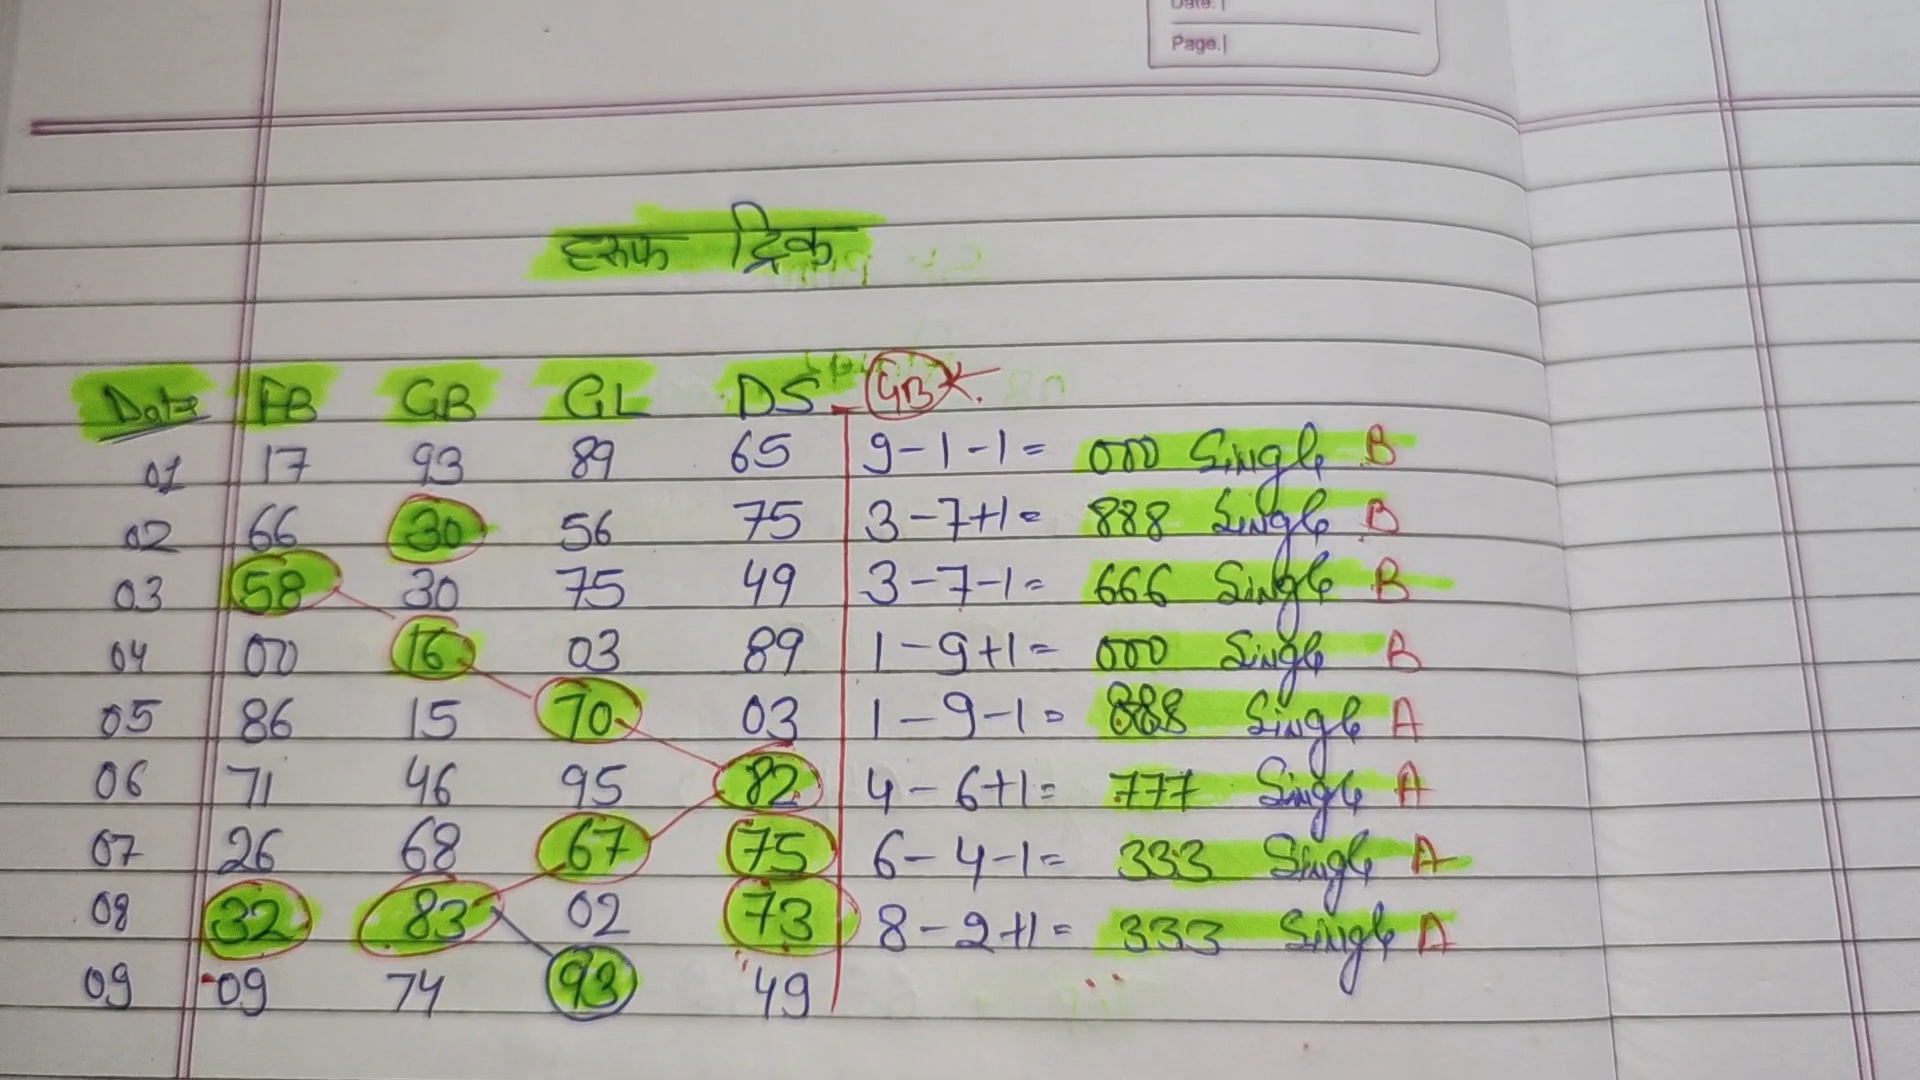 Date.
Page.
हरुफ ट्रिक
Date FB GB GL DS GB
01 17 93 89 65 9-1-1= 000 Single B
02 66 30 56 75 3-7+1= 888 Single B
03 58 30 75 49 3-7-1= 666 Single B
04 00 16 03 89 1-9+1= 000 Single B
05 86 15 70 03 1-9-1= 888 Single A
06 71 46 95 82 4-6+1= 777 Single A
07 26 68 67 75 6-4-1= 333 Single A
08 32 83 02 73 8-2+1= 333 Single A
09 09 74 93 49